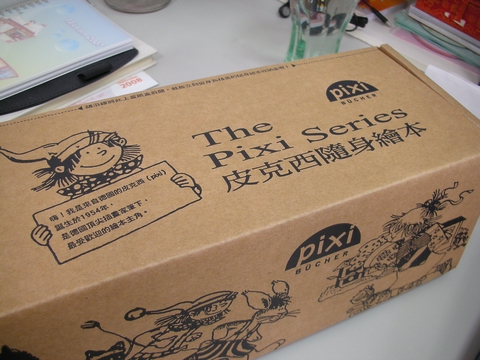 2008
pixi
BÜCHER
The
Pixi Series
皮克西隨身繪本
嗨！我是來自德國的皮克西 (pixi)
誕生於1954年，
是德國頂尖插畫家筆下，
最受歡迎的繪本主角。
pixi
BÜCHER